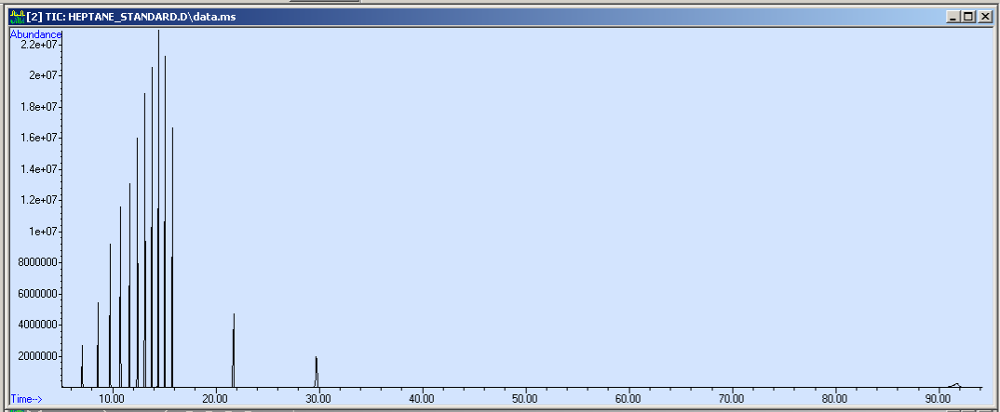 [2] TIC: HEPTANE_STANDARD.D\data.ms
Abundance
2.2e+07
2e+07
1.8e+07
1.6e+07
1.4e+07
1.2e+07
1e+07
8000000
6000000
4000000
2000000
Time-->
10.00 20.00 30.00 40.00 50.00 60.00 70.00 80.00 90.00